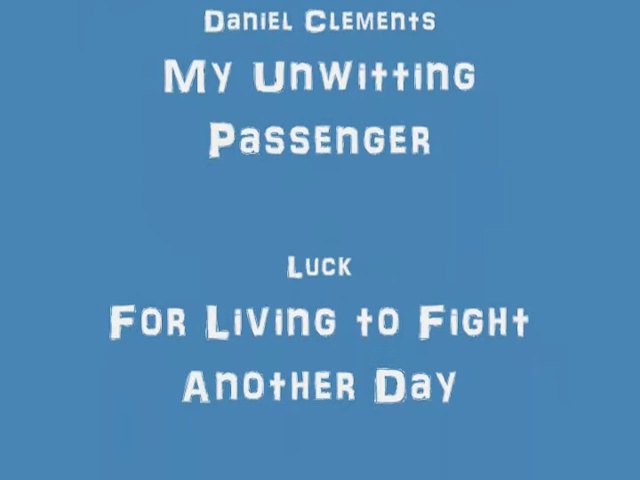 Daniel Clements
My Unwitting
Passenger
Luck
For Living to Fight
Another Day